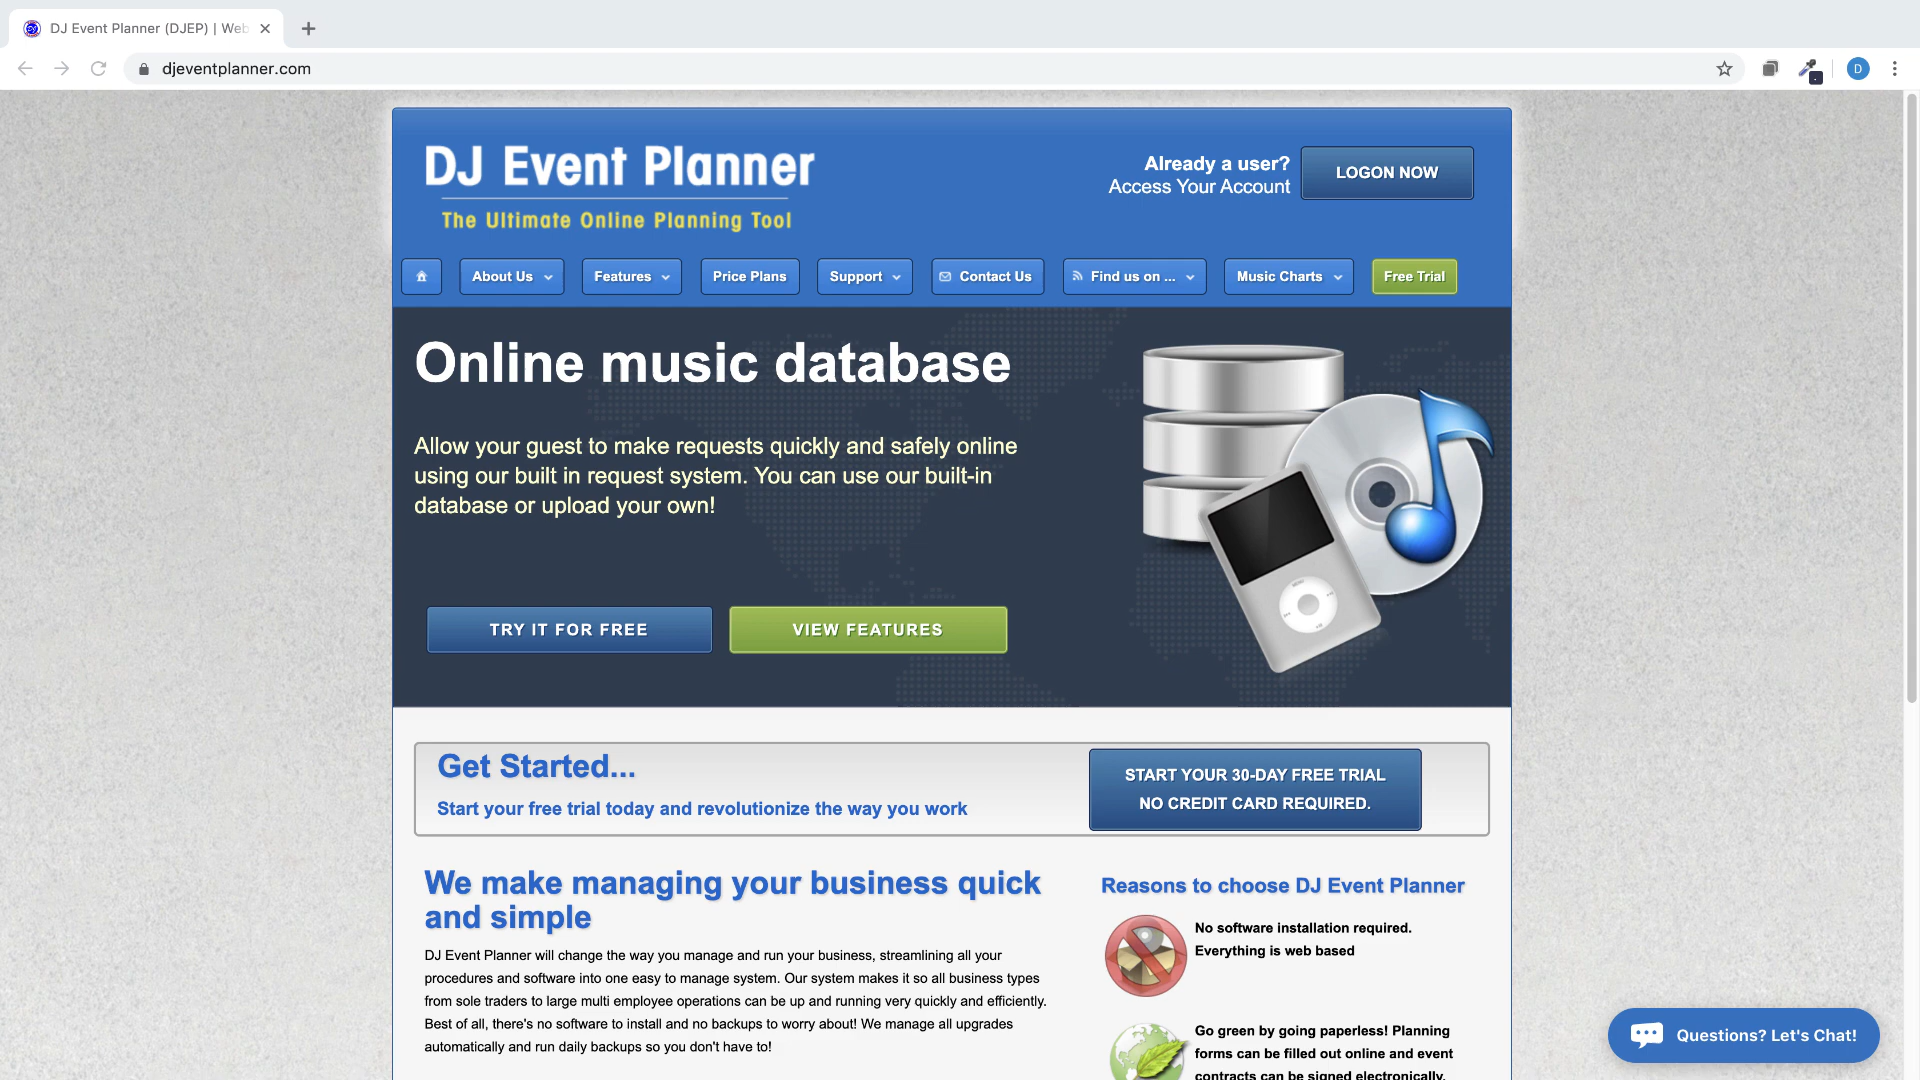 DJ Event Planner (DJEP) | Web
djeventplanner.com
D
DJ Event Planner
The Ultimate Online Planning Tool
Already a user?
Access Your Account
LOGON NOW
About Us
Features
Price Plans
Support
Contact Us
Find us on ...
Music Charts
Free Trial
Online music database
Allow your guest to make requests quickly and safely online
using our built in request system. You can use our built-in
database or upload your own!
TRY IT FOR FREE
VIEW FEATURES
MENU
Get Started...
Start your free trial today and revolutionize the way you work
START YOUR 30-DAY FREE TRIAL
NO CREDIT CARD REQUIRED.
We make managing your business quick
and simple
DJ Event Planner will change the way you manage and run your business, streamlining all your
procedures and software into one easy to manage system. Our system makes it so all business types
from sole traders to large multi employee operations can be up and running very quickly and efficiently.
Best of all, there's no software to install and no backups to worry about! We manage all upgrades
automatically and run daily backups so you don't have to!
Reasons to choose DJ Event Planner
No software installation required.
Everything is web based
Go green by going paperless! Planning
forms can be filled out online and event
contracts can be signed electronically.
Questions? Let's Chat!